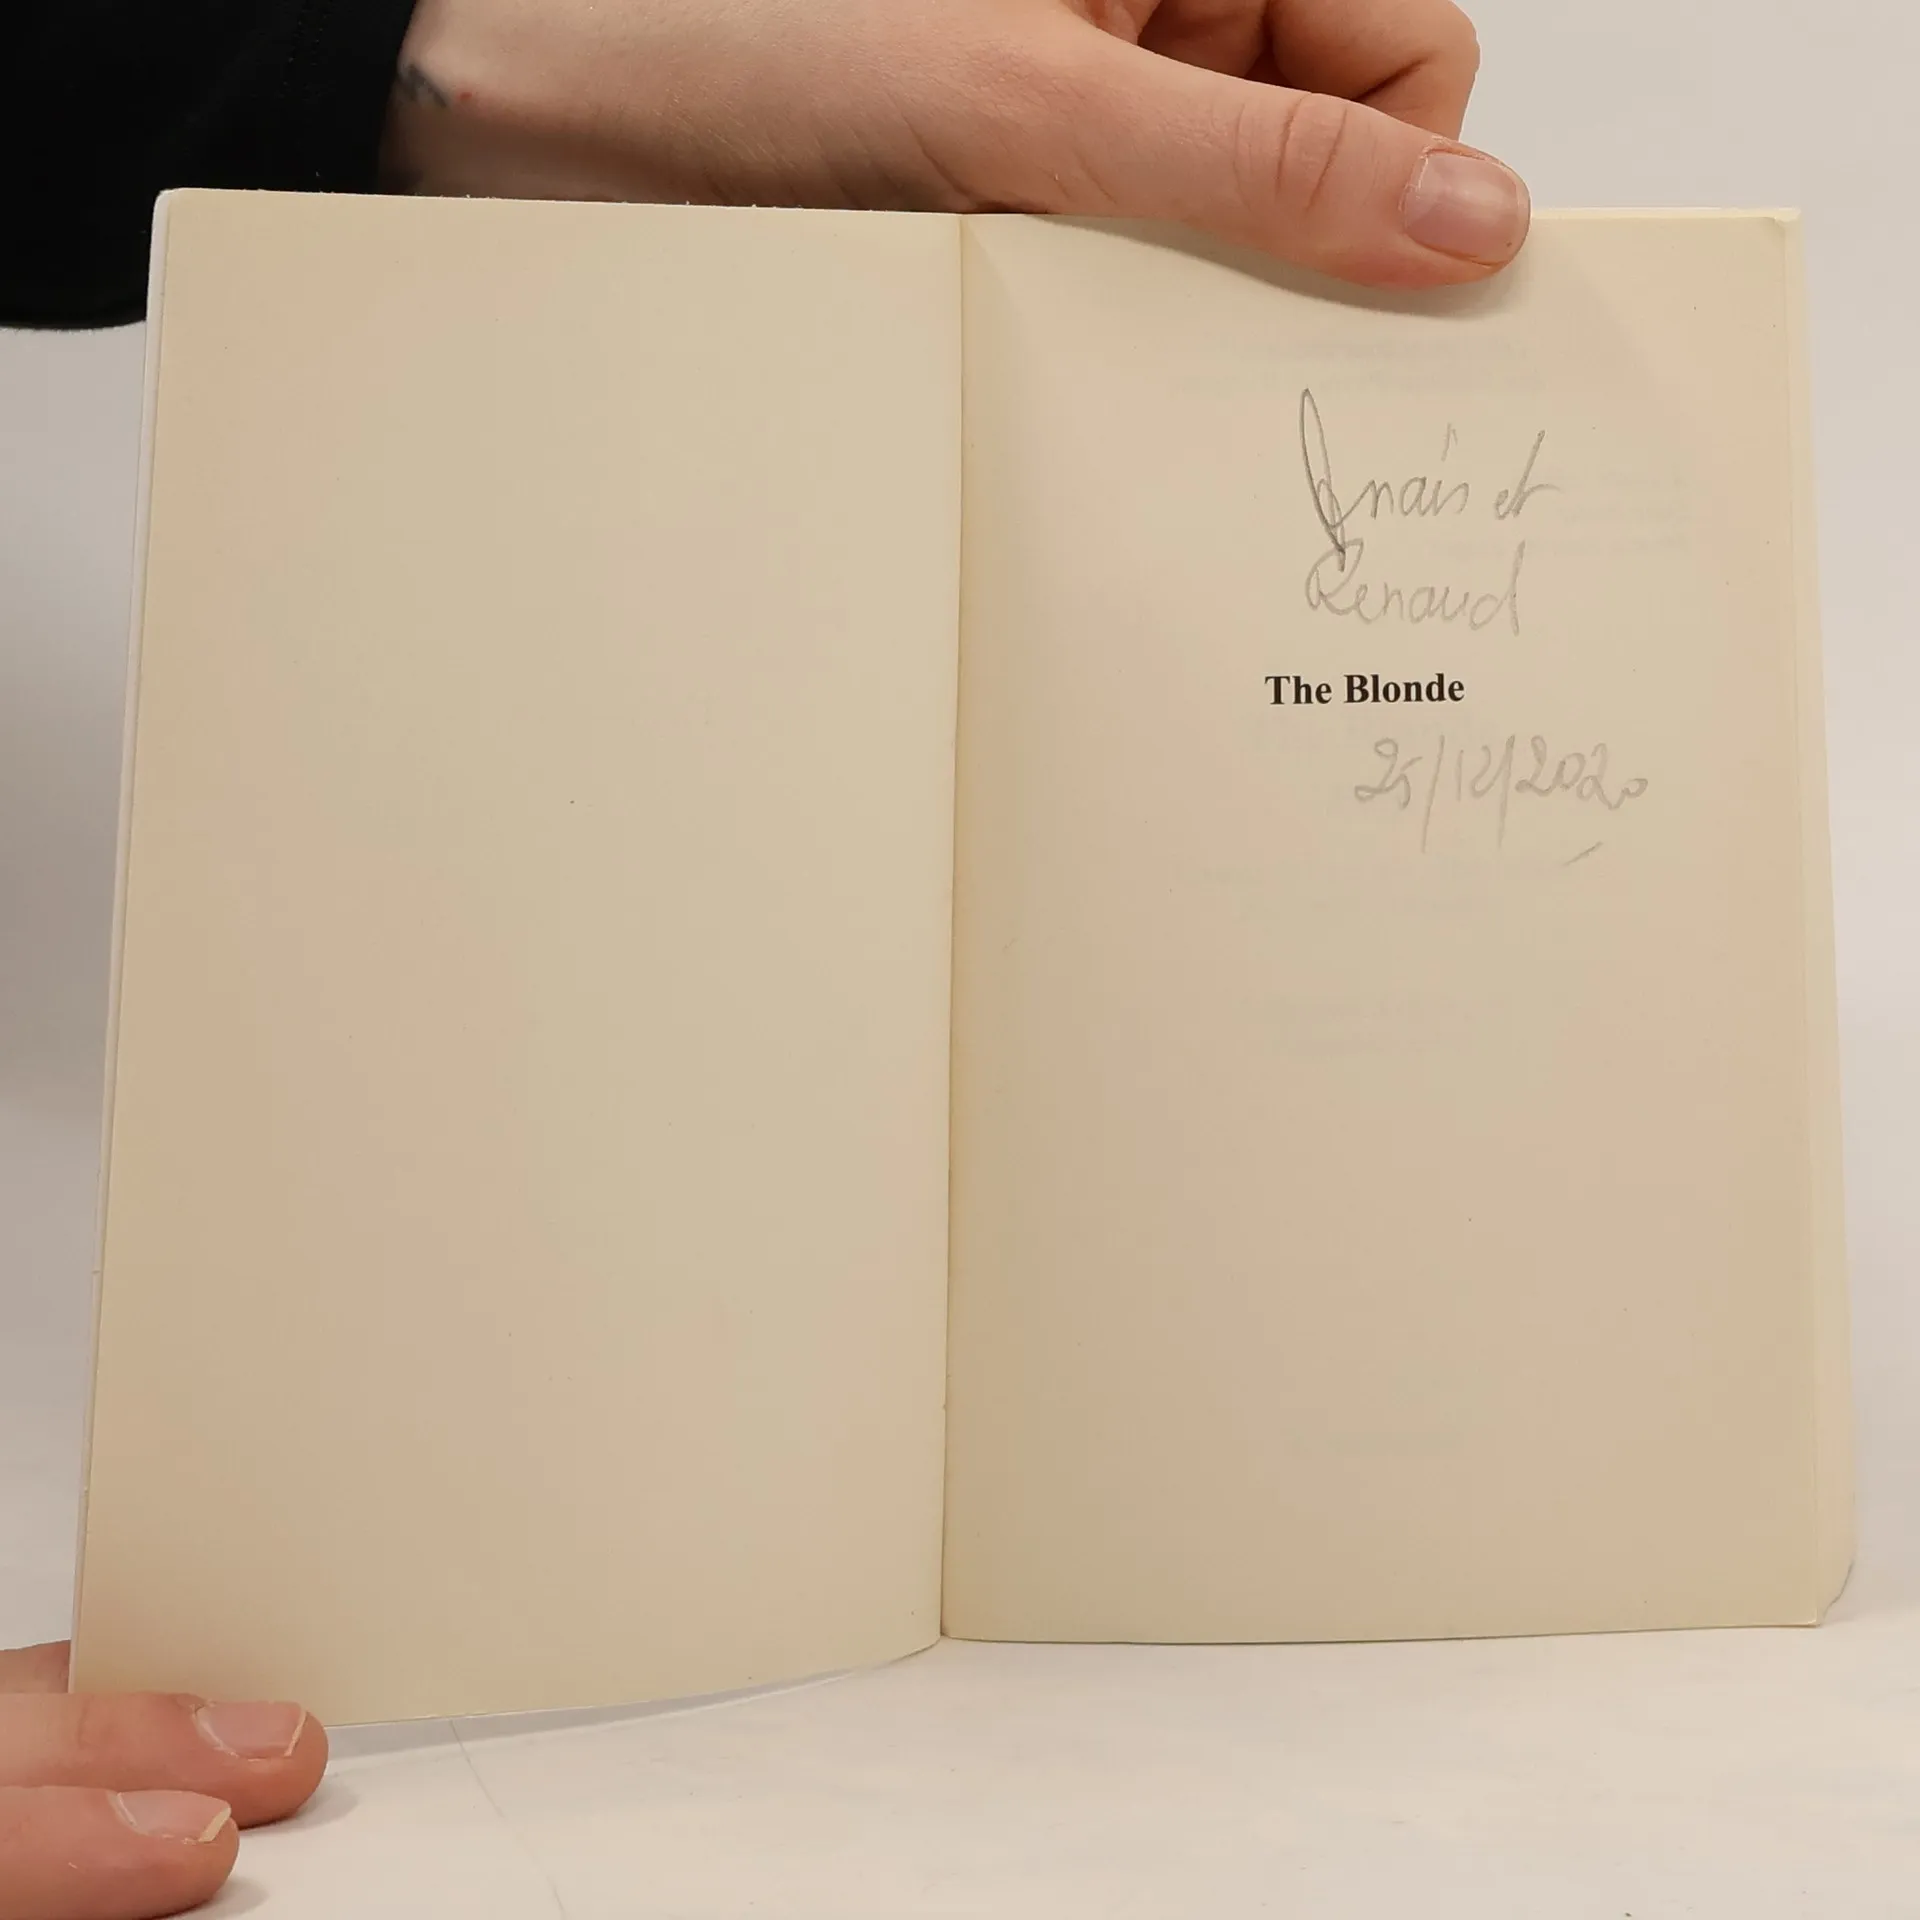 Anaïs et
Renaud
The Blonde
25/12/2020